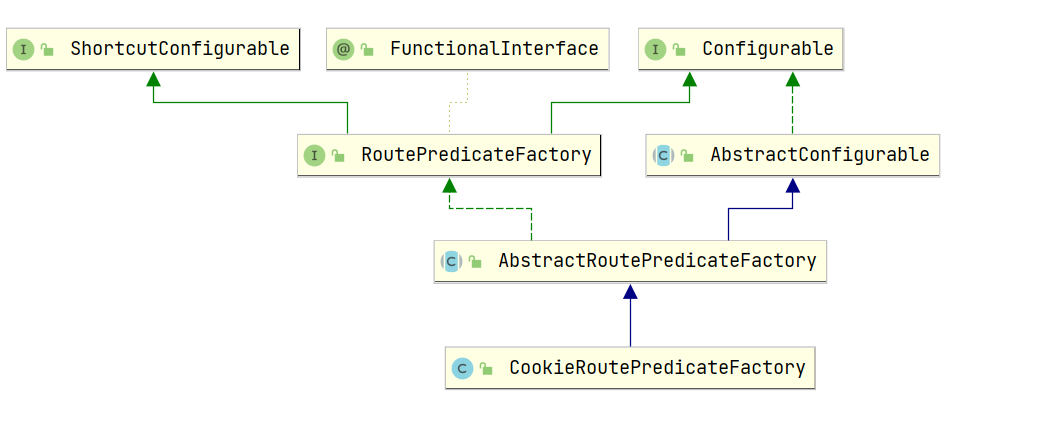 I ShortcutConfigurable
@ FunctionalInterface
I Configurable
I RoutePredicateFactory
C AbstractConfigurable
C AbstractRoutePredicateFactory
C CookieRoutePredicateFactory